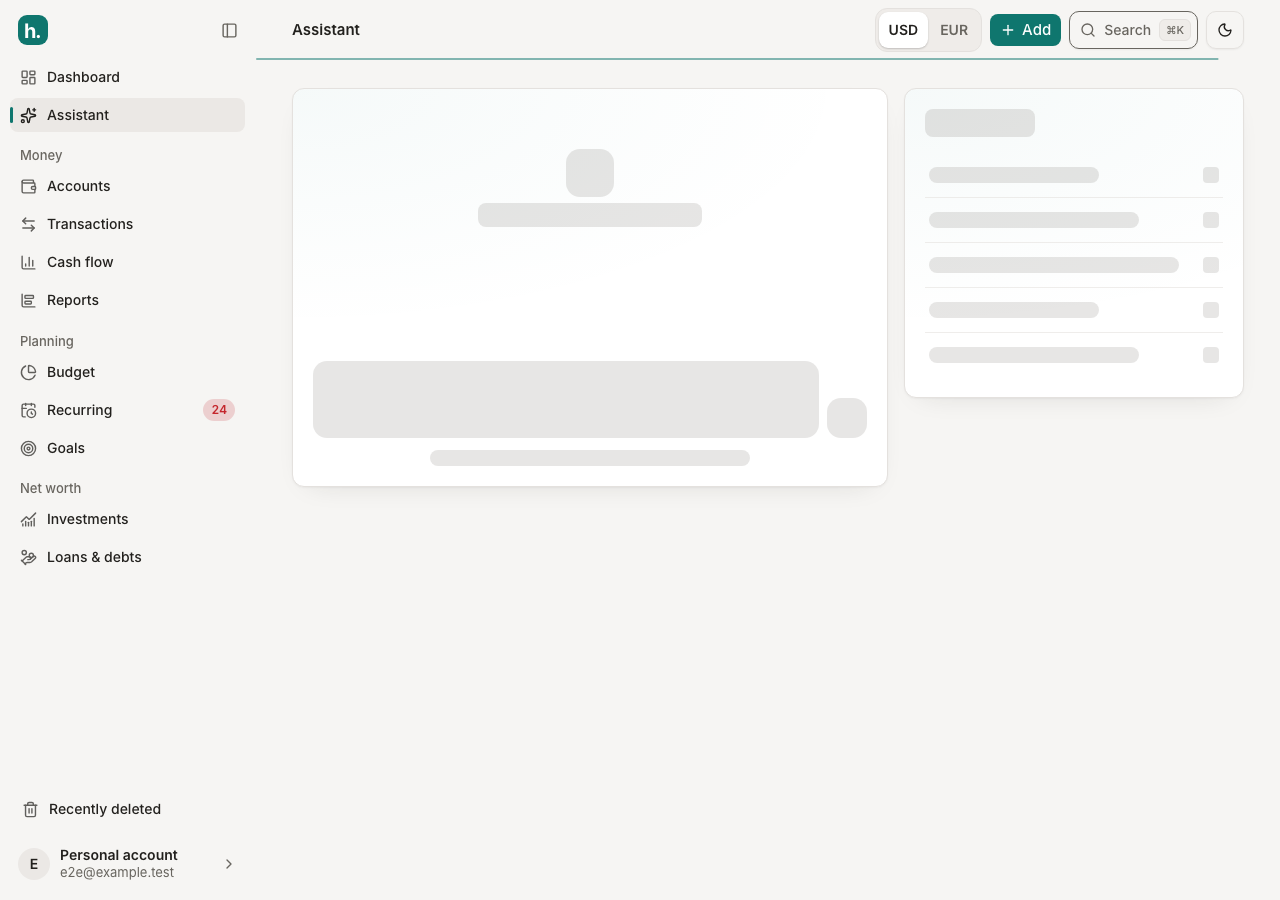 h.
Dashboard
Assistant
Money
Accounts
Transactions
Cash flow
Reports
Planning
Budget
Recurring 24
Goals
Net worth
Investments
Loans & debts
Recently deleted
E
Personal account
e2e@example.test
Assistant
USD EUR
Add
Search ⌘K